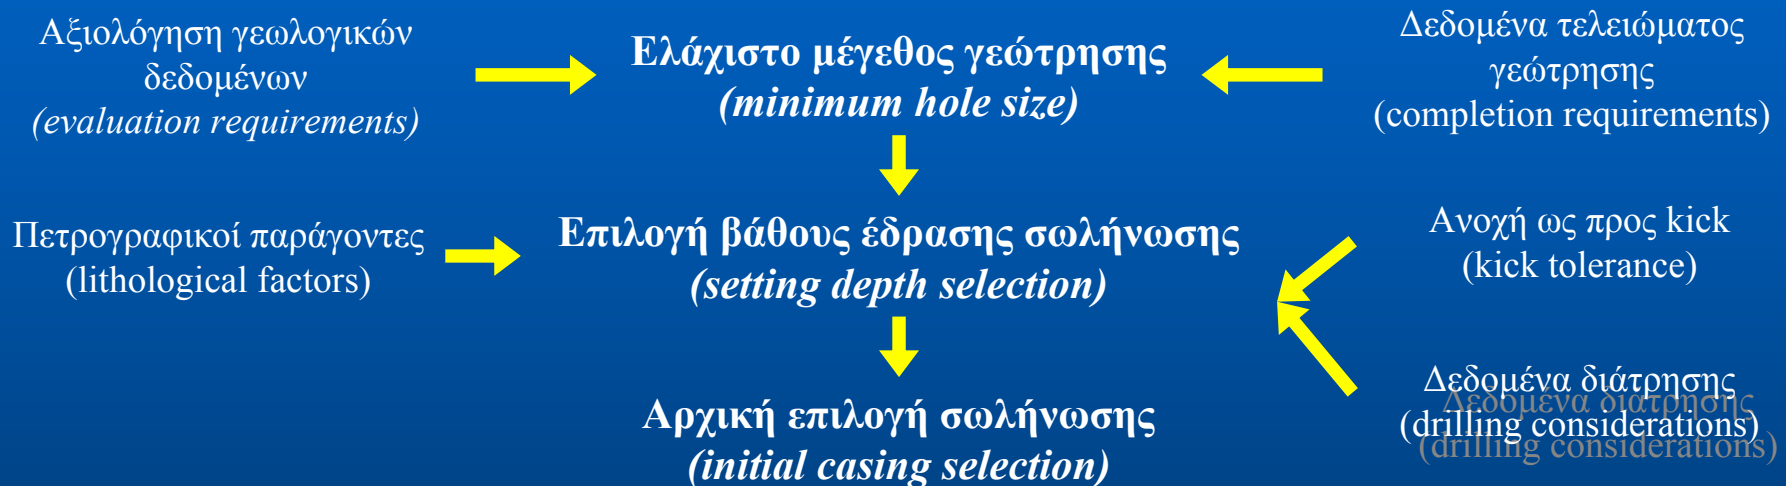 Αξιολόγηση γεωλογικών
δεδομένων
(evaluation requirements)
Ελάχιστο μέγεθος γεώτρησης
(minimum hole size)
Δεδομένα τελειώματος
γεώτρησης
(completion requirements)
Πετρογραφικοί παράγοντες
(lithological factors)
Επιλογή βάθους έδρασης σωλήνωσης
(setting depth selection)
Ανοχή ως προς kick
(kick tolerance)
Αρχική επιλογή σωλήνωσης
(initial casing selection)
Δεδομένα διάτρησης
(drilling considerations)